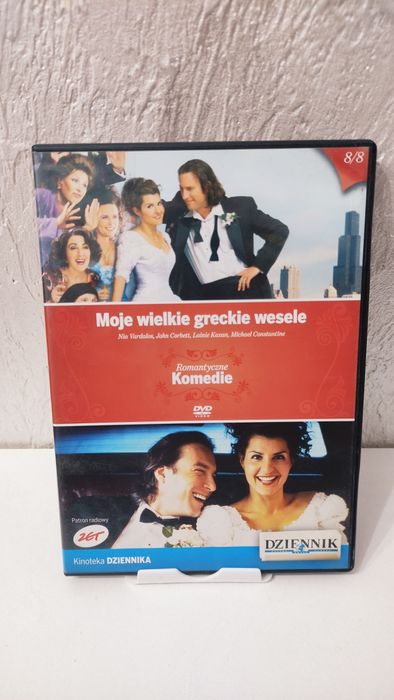 8/8
Moje wielkie greckie wesele
Nia Vardalos, John Corbett, Lainie Kazan, Michael Constantine
Romantyczne
Komedie
DVD
VIDEO
Patron radiowy
ZET
DZIENNIK
Kinoteka DZIENNIKA